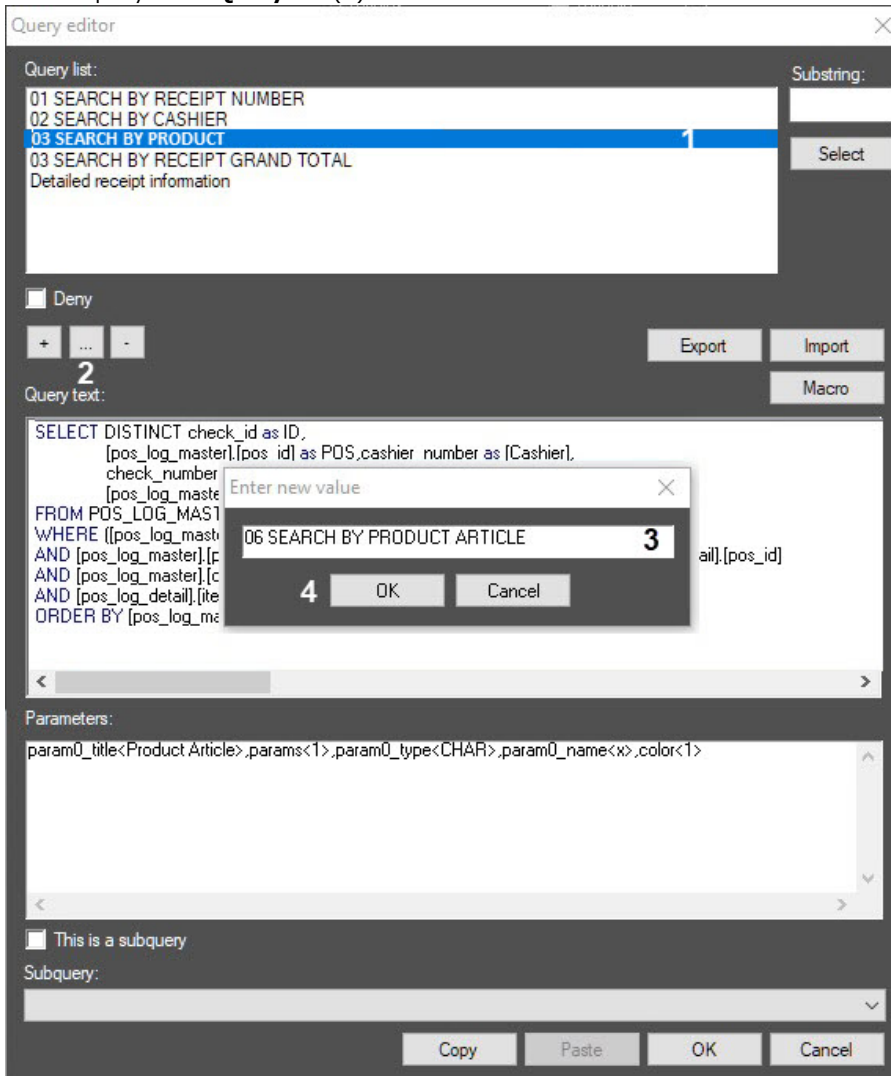 Query editor
Query list:
Substring:
01 SEARCH BY RECEIPT NUMBER
02 SEARCH BY CASHIER
03 SEARCH BY PRODUCT 1
03 SEARCH BY RECEIPT GRAND TOTAL
Select
Detailed receipt information
Deny
+ ... -
Export Import
2
Macro
Query text:
SELECT DISTINCT check_id as ID,
[pos_log_master].[pos_id] as POS,cashier_number as [Cashier],
check_number
[pos_log_maste
Enter new value
FROM POS_LOG_MAST
WHERE ([pos_log_maste
06 SEARCH BY PRODUCT ARTICLE 3
AND [pos_log_master].[p
ail].[pos_id]
AND [pos_log_master].[c
AND [pos_log_detail].[ite
4 OK Cancel
ORDER BY [pos_log_ma
Parameters:
param0_title<Product Article>,params<1>,param0_type<CHAR>,param0_name<x>,color<1>
This is a subquery
Subquery:
Copy Paste OK Cancel